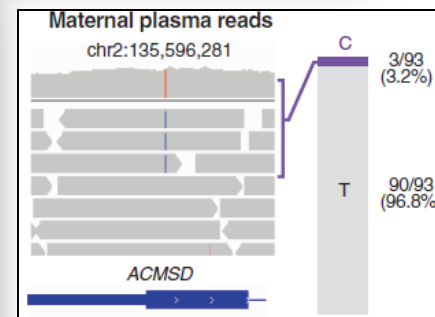 Maternal plasma reads
chr2:135,596,281
C
3/93
(3.2%)
T
90/93
(96.8%
ACMSD